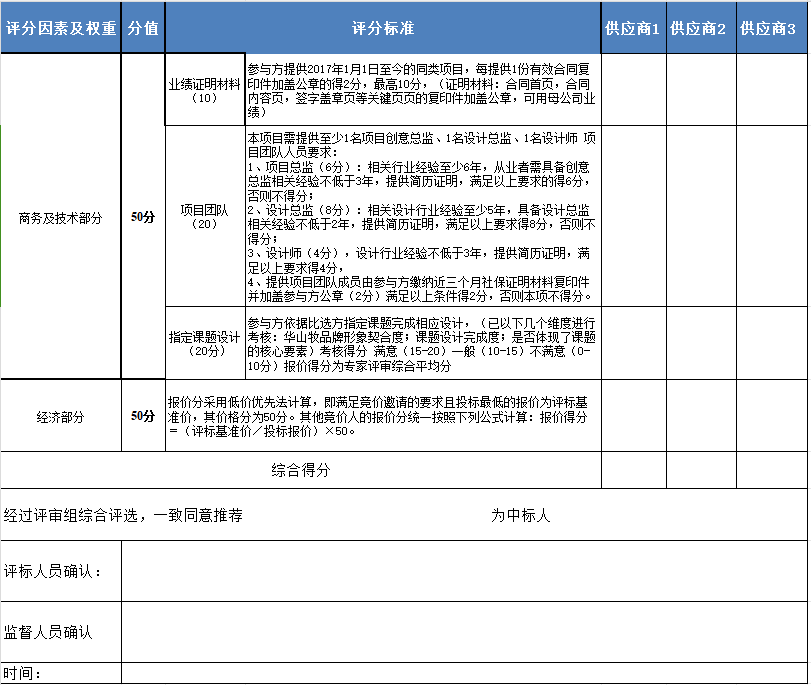 评分因素及权重 分值 评分标准 供应商1 供应商2 供应商3
商务及技术部分
50分
业绩证明材料
（10）
参与方提供2017年1月1日至今的同类项目，每提供1份有效合同复
印件加盖公章的得2分，最高10分，（证明材料：合同首页，合同
内容页，签字盖章页等关键页页的复印件加盖公章，可用母公司业
绩）
项目团队
（20）
本项目需提供至少1名项目创意总监、1名设计总监、1名设计师 项
目团队人员要求：
1、项目总监（6分）：相关行业经验至少6年，从业者需具备创意
总监相关经验不低于3年，提供简历证明，满足以上要求的得6分，
否则不得分；
2、设计总监（8分）：相关设计行业经验至少5年，具备设计总监
相关经验不低于2年，提供简历证明，满足以上要求得8分，否则不
得分；
3、设计师（4分），设计行业经验不低于3年，提供简历证明，满
足以上要求得4分，
4、提供项目团队成员由参与方缴纳近三个月社保证明材料复印件
并加盖参与方公章（2分）满足以上条件得2分，否则本项不得分。
指定课题设计
（20分）
参与方依据比选方指定课题完成相应设计，（已以下几个维度进行
考核：华山牧品牌形象契合度；课题设计完成度；是否体现了课题
的核心要素）考核得分 满意（15-20）一般（10-15）不满意（0-
10分）报价得分为专家评审综合平均分
经济部分
50分
报价分采用低价优先法计算，即满足竞价邀请的要求且投标最低的报价为评标基
准价，其价格分为50分。其他竞价人的报价分统一按照下列公式计算：报价得分
＝（评标基准价／投标报价）×50。
综合得分
经过评审组综合评选，一致同意推荐 为中标人
评标人员确认：
监督人员确认
时间：